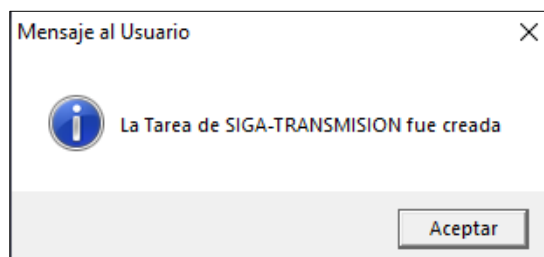 Mensaje al Usuario
La Tarea de SIGA-TRANSMISION fue creada
Aceptar